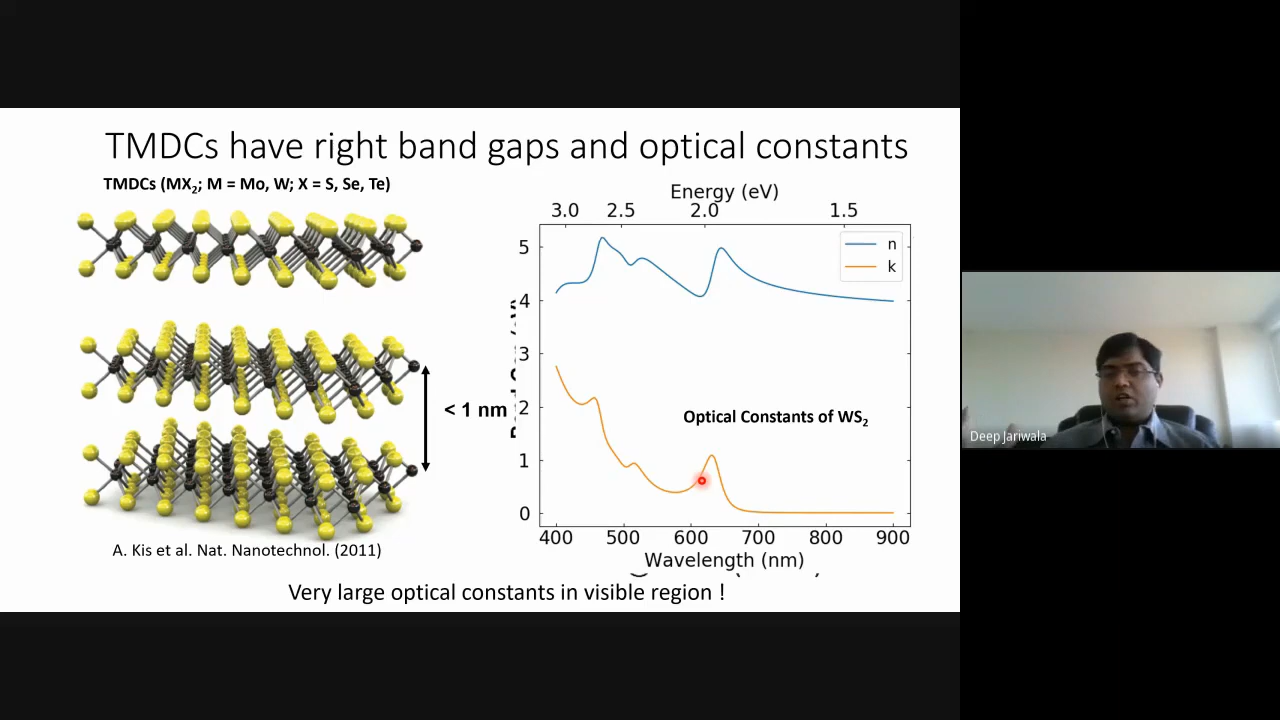 TMDCs have right band gaps and optical constants
TMDCs (MX2; M = Mo, W; X = S, Se, Te)
< 1 nm
A. Kis et al. Nat. Nanotechnol. (2011)
Energy (eV)
3.0 2.5 2.0 1.5
n
k
5
4
3
2
1
0
Optical Constants of WS2
400 500 600 700 800 900
Wavelength (nm)
Very large optical constants in visible region !
Deep Jariwala